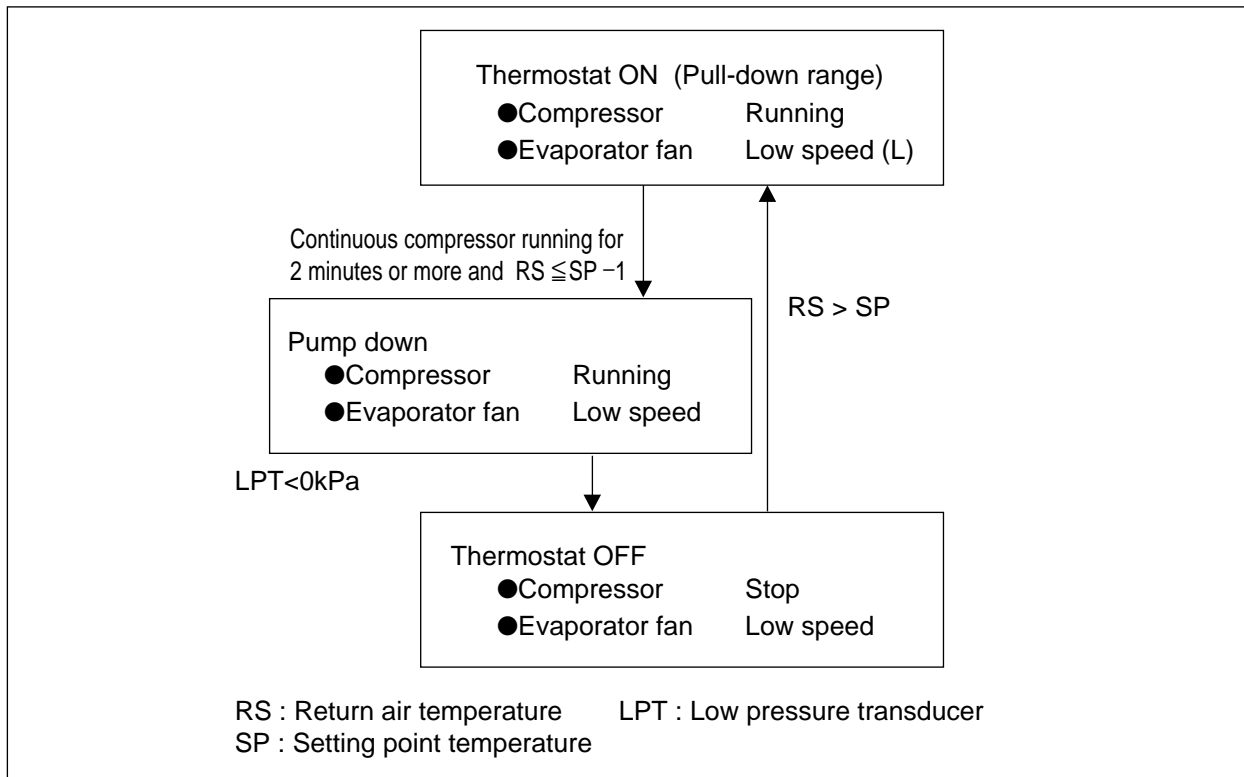 Thermostat ON (Pull-down range)
●Compressor Running
●Evaporator fan Low speed (L)
Continuous compressor running for
2 minutes or more and RS ≦SP −1
RS > SP
Pump down
●Compressor Running
●Evaporator fan Low speed
LPT<0kPa
Thermostat OFF
●Compressor Stop
●Evaporator fan Low speed
RS : Return air temperature LPT : Low pressure transducer
SP : Setting point temperature